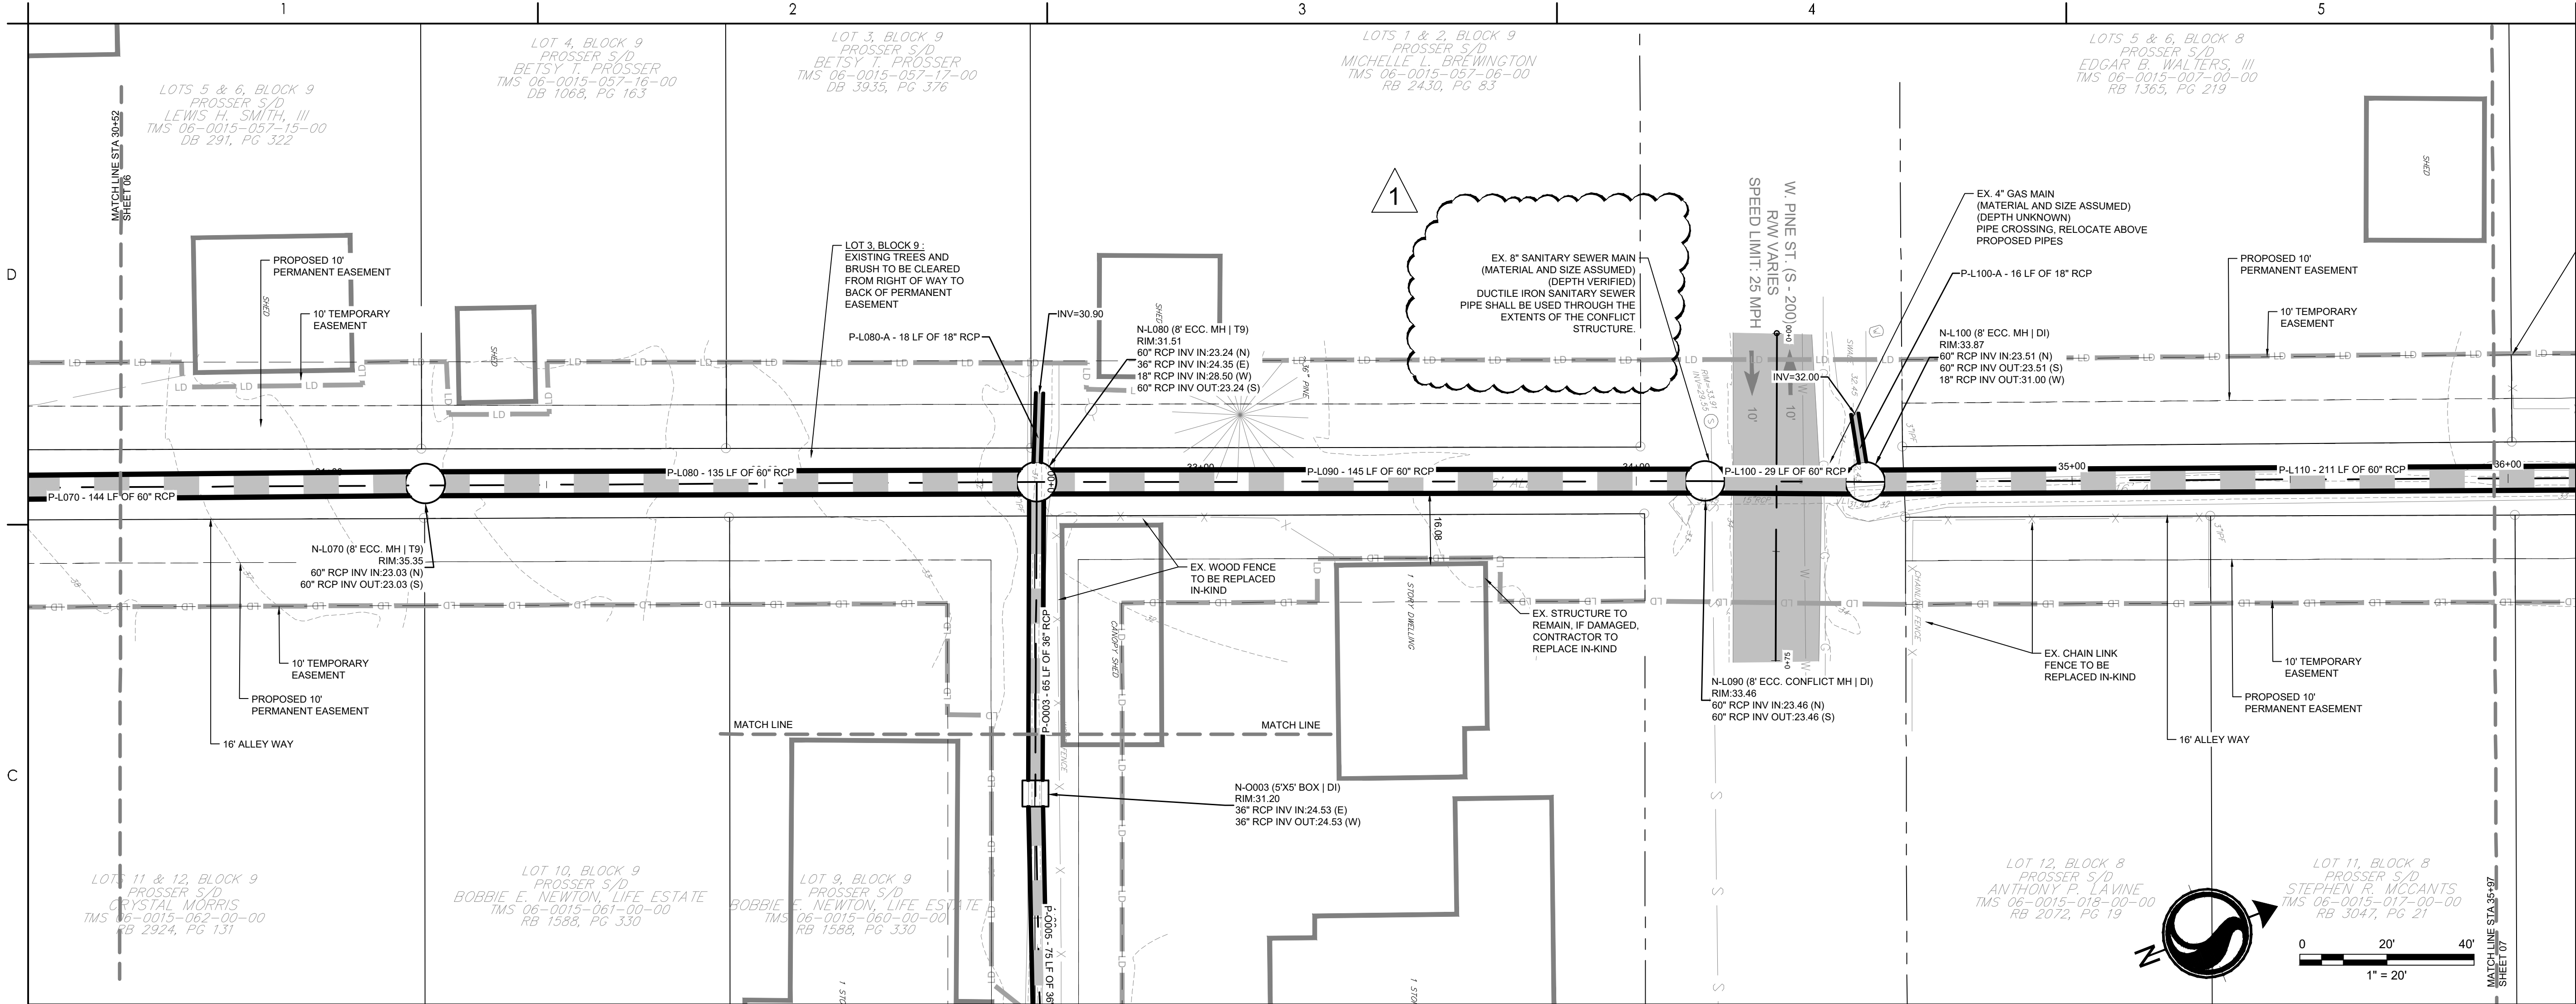 1
2
3
4
5
D
C
LOTS 5 & 6, BLOCK 9
PROSSER S/D
LEWIS H. SMITH, III
TMS 06-0015-057-15-00
DB 291, PG 322
LOT 4, BLOCK 9
PROSSER S/D
BETSY T. PROSSER
TMS 06-0015-057-16-00
DB 1068, PG 163
LOT 3, BLOCK 9
PROSSER S/D
BETSY T. PROSSER
TMS 06-0015-057-17-00
DB 3935, PG 376
LOTS 1 & 2, BLOCK 9
PROSSER S/D
MICHELLE L. BREWINGTON
TMS 06-0015-057-06-00
RB 2430, PG 83
LOTS 5 & 6, BLOCK 8
PROSSER S/D
EDGAR B. WALTERS, III
TMS 06-0015-007-00-00
RB 1365, PG 219
MATCH LINE STA 30+52
SHEET 06
PROPOSED 10'
PERMANENT EASEMENT
10' TEMPORARY
EASEMENT
SHED
SHED
LOT 3, BLOCK 9 :
EXISTING TREES AND
BRUSH TO BE CLEARED
FROM RIGHT OF WAY TO
BACK OF PERMANENT
EASEMENT
P-L080-A - 18 LF OF 18" RCP
INV=30.90
SHED
N-L080 (8' ECC. MH | T9)
RIM:31.51
60" RCP INV IN:23.24 (N)
36" RCP INV IN:24.35 (E)
18" RCP INV IN:28.50 (W)
60" RCP INV OUT:23.24 (S)
36" PINE
1
EX. 8" SANITARY SEWER MAIN
(MATERIAL AND SIZE ASSUMED)
(DEPTH VERIFIED)
DUCTILE IRON SANITARY SEWER
PIPE SHALL BE USED THROUGH THE
EXTENTS OF THE CONFLICT
STRUCTURE.
RIM=33.91
INV=29.55
S
W. PINE ST. (S - 200)
R/W VARIES
SPEED LIMIT: 25 MPH
0+00
10'
10'
INV=32.00
SWALE
32.45
W
EX. 4" GAS MAIN
(MATERIAL AND SIZE ASSUMED)
(DEPTH UNKNOWN)
PIPE CROSSING, RELOCATE ABOVE
PROPOSED PIPES
P-L100-A - 16 LF OF 18" RCP
N-L100 (8' ECC. MH | DI)
RIM:33.87
60" RCP INV IN:23.51 (N)
60" RCP INV OUT:23.51 (S)
18" RCP INV OUT:31.00 (W)
PROPOSED 10'
PERMANENT EASEMENT
10' TEMPORARY
EASEMENT
SHED
P-L070 - 144 LF OF 60" RCP
P-L080 - 135 LF OF 60" RCP
0+00
33+00
P-L090 - 145 LF OF 60" RCP
34+00
P-L100 - 29 LF OF 60" RCP
35+00
P-L110 - 211 LF OF 60" RCP
36+00
N-L070 (8' ECC. MH | T9)
RIM:35.35
60" RCP INV IN:23.03 (N)
60" RCP INV OUT:23.03 (S)
10' TEMPORARY
EASEMENT
PROPOSED 10'
PERMANENT EASEMENT
16' ALLEY WAY
P-O003 - 65 LF OF 36" RCP
CANOPY SHED
EX. WOOD FENCE
TO BE REPLACED
IN-KIND
16.08
1 STORY DWELLING
EX. STRUCTURE TO
REMAIN, IF DAMAGED,
CONTRACTOR TO
REPLACE IN-KIND
0+75
N-L090 (8' ECC. CONFLICT MH | DI)
RIM:33.46
60" RCP INV IN:23.46 (N)
60" RCP INV OUT:23.46 (S)
CHAINLINK FENCE
EX. CHAIN LINK
FENCE TO BE
REPLACED IN-KIND
10' TEMPORARY
EASEMENT
PROPOSED 10'
PERMANENT EASEMENT
16' ALLEY WAY
MATCH LINE
MATCH LINE
N-O003 (5'X5' BOX | DI)
RIM:31.20
36" RCP INV IN:24.53 (E)
36" RCP INV OUT:24.53 (W)
LOTS 11 & 12, BLOCK 9
PROSSER S/D
CRYSTAL MORRIS
TMS 06-0015-062-00-00
RB 2924, PG 131
LOT 10, BLOCK 9
PROSSER S/D
BOBBIE E. NEWTON, LIFE ESTATE
TMS 06-0015-061-00-00
RB 1588, PG 330
LOT 9, BLOCK 9
PROSSER S/D
BOBBIE E. NEWTON, LIFE ESTATE
TMS 06-0015-060-00-00
RB 1588, PG 330
LOT 12, BLOCK 8
PROSSER S/D
ANTHONY P. LAVINE
TMS 06-0015-018-00-00
RB 2072, PG 19
LOT 11, BLOCK 8
PROSSER S/D
STEPHEN R. MCCANTS
TMS 06-0015-017-00-00
RB 3047, PG 21
MATCH LINE STA 35+97
SHEET 07
N
0 20' 40'
1" = 20'